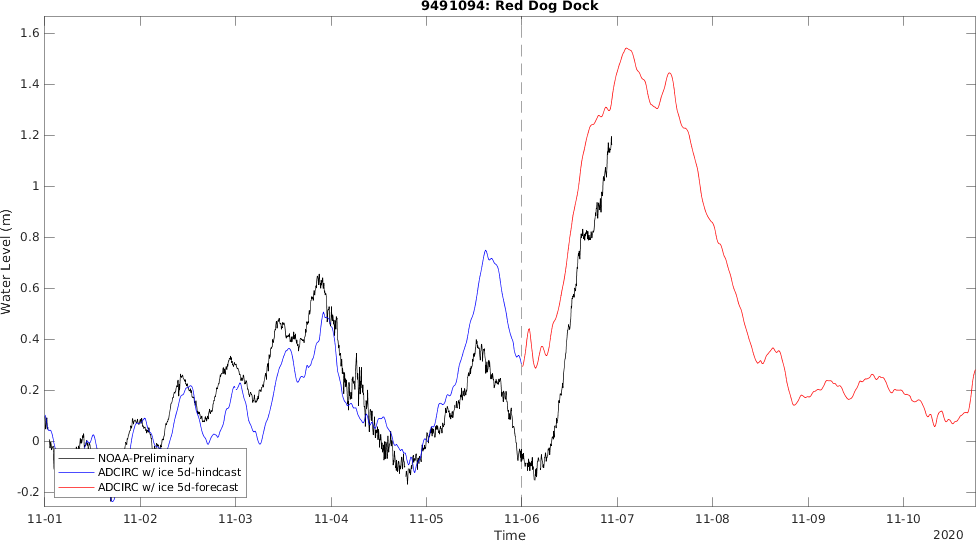 9491094: Red Dog Dock
1.6
1.4
1.2
1
0.8
0.6
0.4
0.2
0
-0.2
Water Level (m)
NOAA-Preliminary
ADCIRC w/ ice 5d-hindcast
ADCIRC w/ ice 5d-forecast
11-01 11-02 11-03 11-04 11-05 11-06 11-07 11-08 11-09 11-10
Time
2020